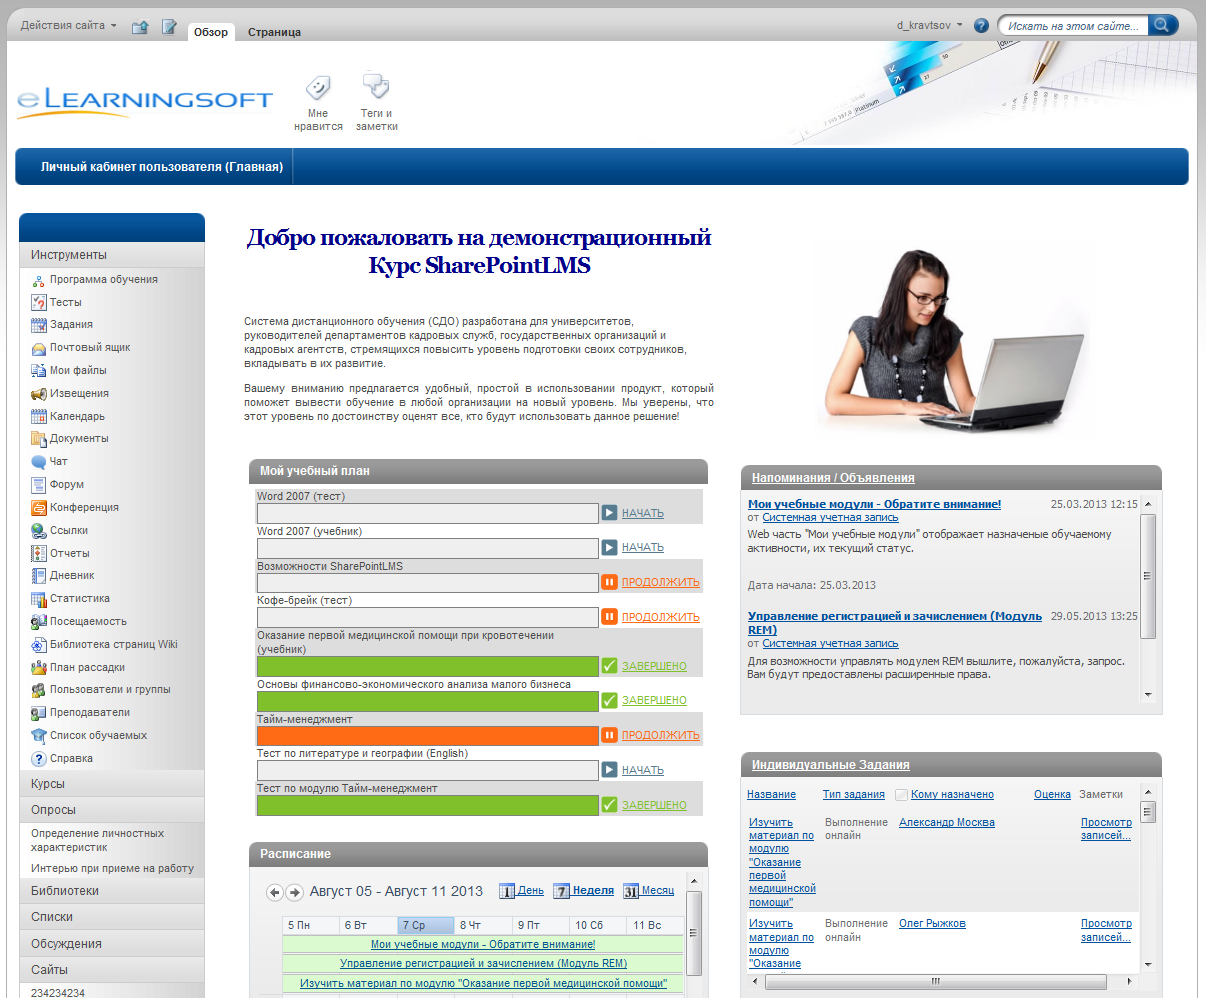 Действия сайта
Обзор
Страница
d_kravtsov
Искать на этом сайте...
eLearningsoft
Мне
нравится
Теги и
заметки
Platinum
Личный кабинет пользователя (Главная)
Инструменты
Программа обучения
Тесты
Задания
Почтовый ящик
Мои файлы
Извещения
Календарь
Документы
Чат
Форум
Конференция
Ссылки
Отчеты
Дневник
Статистика
Посещаемость
Библиотека страниц Wiki
План рассадки
Пользователи и группы
Преподаватели
Список обучаемых
Справка
Курсы
Опросы
Определение личностных
характеристик
Интерью при приеме на работу
Библиотеки
Списки
Обсуждения
Сайты
234234234
Добро пожаловать на демонстрационный
Курс SharePointLMS
Система дистанционного обучения (СДО) разработана для университетов,
руководителей департаментов кадровых служб, государственных организаций и
кадровых агентств, стремящихся повысить уровень подготовки своих сотрудников,
вкладывать в их развитие.
Вашему вниманию предлагается удобный, простой в использовании продукт, который
поможет вывести обучение в любой организации на новый уровень. Мы уверены, что
этот уровень по достоинству оценят все, кто будут использовать данное решение!
Мой учебный план
Word 2007 (тест)
НАЧАТЬ
Word 2007 (учебник)
НАЧАТЬ
Возможности SharePointLMS
ПРОДОЛЖИТЬ
Кофе-брейк (тест)
ПРОДОЛЖИТЬ
Оказание первой медицинской помощи при кровотечении
(учебник)
ЗАВЕРШЕНО
Основы финансово-экономического анализа малого бизнеса
ЗАВЕРШЕНО
Тайм-менеджмент
ПРОДОЛЖИТЬ
Тест по литературе и географии (English)
НАЧАТЬ
Тест по модулю Тайм-менеджмент
ЗАВЕРШЕНО
Расписание
Август 05 - Август 11 2013
1 День
7 Неделя
31 Месяц
5 Пн 6 Вт 7 Ср 8 Чт 9 Пт 10 Сб 11 Вс
Мои учебные модули - Обратите внимание!
Управление регистрацией и зачислением (Модуль REM)
Изучить материал по модулю "Оказание первой медицинской помощи"
Напоминания / Объявления
Мои учебные модули - Обратите внимание! 25.03.2013 12:15
от Системная учетная запись
Web часть "Мои учебные модули" отображает назначеные обучаемому
активности, их текущий статус.
Дата начала: 25.03.2013
Управление регистрацией и зачислением (Модуль 29.05.2013 13:25
REM)
от Системная учетная запись
Для возможности управлять модулем REM вышлите, пожалуйста, запрос.
Вам будут предоставлены расширенные права.
Индивидуальные Задания
Название Тип задания Кому назначено Оценка Заметки
Изучить Выполнение Александр Москва Просмотр
материал по онлайн записей...
модулю
"Оказание
первой
медицинской
помощи"
Изучить Выполнение Олег Рыжков Просмотр
материал по онлайн записей...
модулю
"Оказание